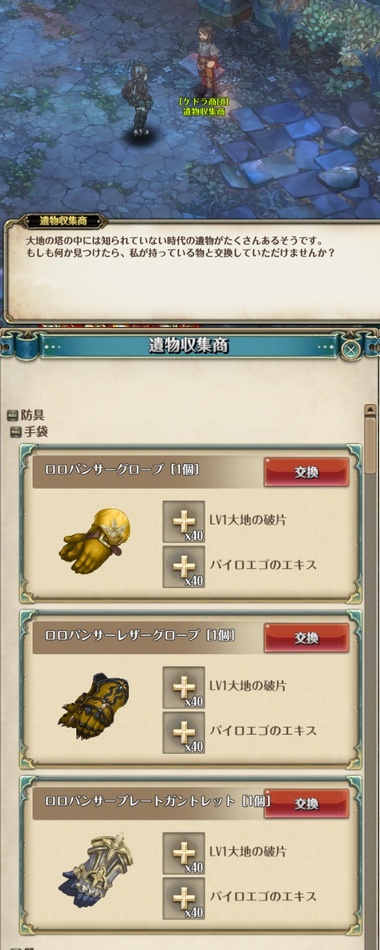 [ケドラ商団]
遺物収集商
遺物収集商
大地の塔の中には知られていない時代の遺物がたくさんあるそうです。
もしも何か見つけたら、私が持っている物と交換していただけませんか？
遺物収集商
防具
手袋
ロロパンサーグローブ [1個]
交換
x40 LV1大地の破片
x40 パイロエゴのエキス
ロロパンサーレザーグローブ [1個]
交換
x40 LV1大地の破片
x40 パイロエゴのエキス
ロロパンサープレートガントレット [1個]
交換
x40 LV1大地の破片
x40 パイロエゴのエキス